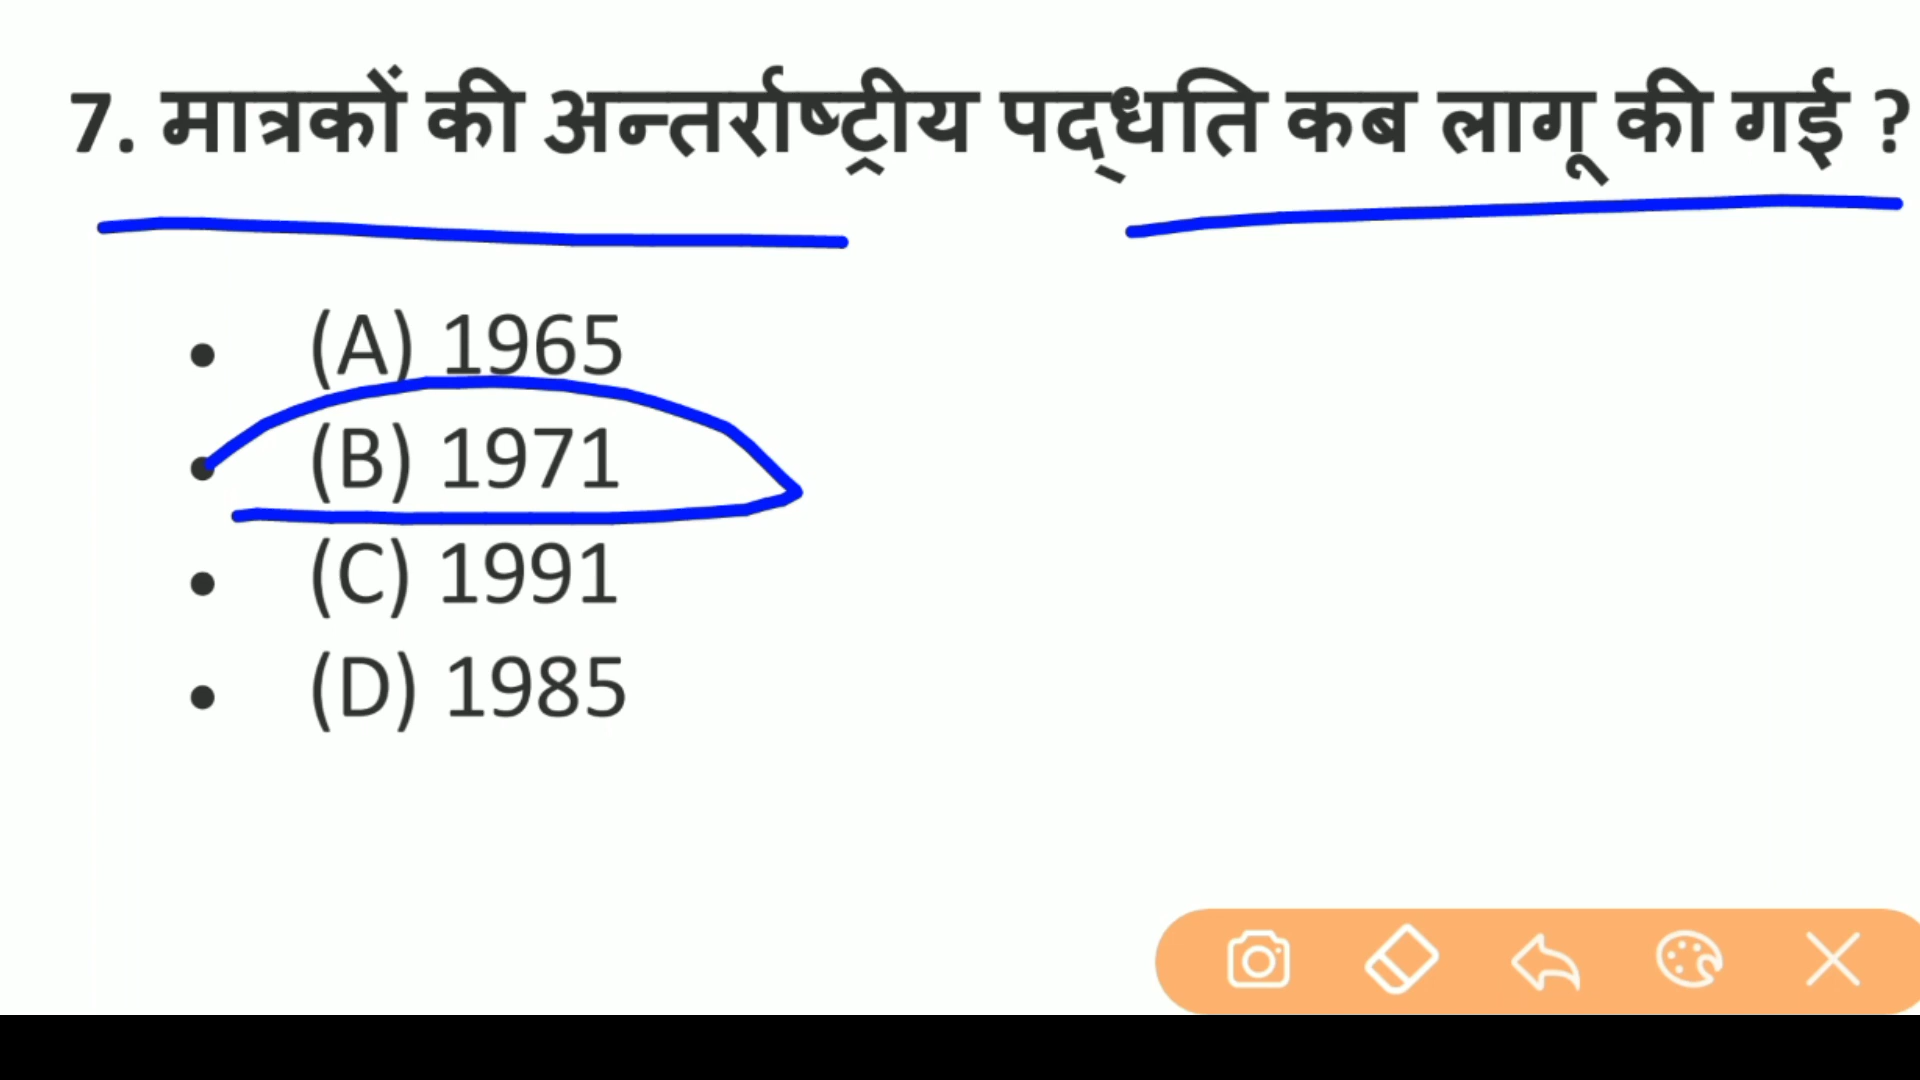 7. मात्रकों की अन्तर्राष्ट्रीय पद्धति कब लागू की गई ?
• (A) 1965
• (B) 1971
• (C) 1991
• (D) 1985